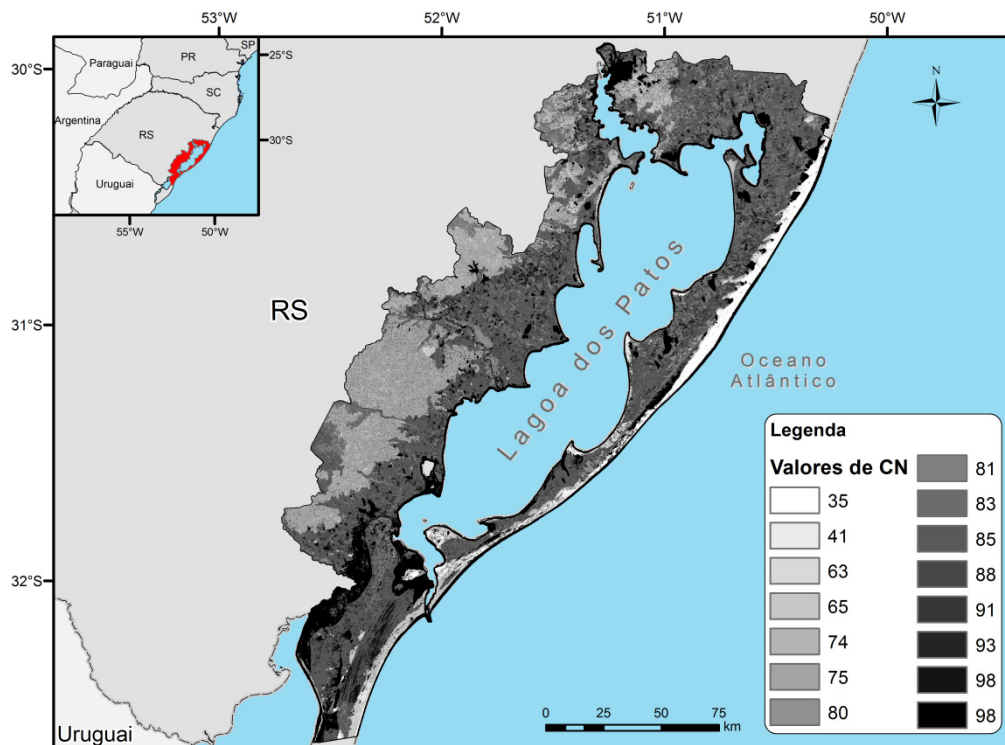 53°W 52°W 51°W 50°W
SP
PR
25°S
Paraguai
SC
Argentina
30°S
RS
Uruguai
55°W 50°W
30°S
N
RS
31°S
Lagoa dos Patos
Oceano
Atlântico
32°S
Uruguai
0 25 50 75
km
Legenda
Valores de CN
35
41
63
65
74
75
80
81
83
85
88
91
93
98
98